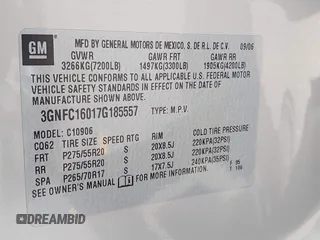 GM
MFD BY GENERAL MOTORS DE MEXICO, S. DE R.L. DE C.V. 09/06
GVWR GAWR FRT GAWR RR
3266KG(7200LB) 1497KG(3300LB) 1905KG(4200LB)
THIS VEHICLE CONFORMS TO ALL APPLICABLE U.S. FEDERAL MOTOR
VEHICLE SAFETY STANDARDS IN EFFECT ON THE DATE OF
MANUFACTURE SHOWN ABOVE.
3GNFC16017G185557 TYPE: M.P.V.
MODEL: C10906
CQ62 TIRE SIZE SPEED RTG RIM COLD TIRE PRESSURE
FRT P275/55R20 S 20X8.5J 220KPA(32PSI)
RR P275/55R20 S 20X8.5J 220KPA(32PSI)
SPA P265/70R17 S 17X7.5J 240KPA(35PSI)
SEE OWNER'S MANUAL FOR ADDITIONAL INFORMATION.
DREAMBID